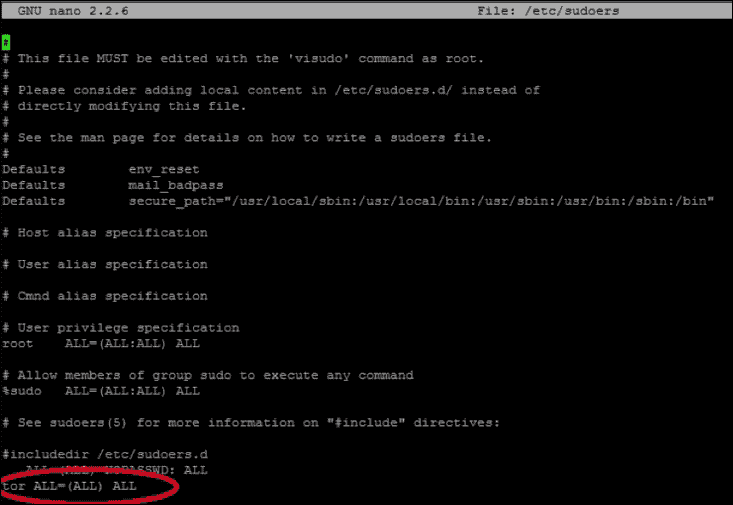 GNU nano 2.2.6 File: /etc/sudoers
#
# This file MUST be edited with the 'visudo' command as root.
#
# Please consider adding local content in /etc/sudoers.d/ instead of
# directly modifying this file.
#
# See the man page for details on how to write a sudoers file.
#
Defaults env_reset
Defaults mail_badpass
Defaults secure_path="/usr/local/sbin:/usr/local/bin:/usr/sbin:/usr/bin:/sbin:/bin"
# Host alias specification
# User alias specification
# Cmnd alias specification
# User privilege specification
root ALL=(ALL:ALL) ALL
# Allow members of group sudo to execute any command
%sudo ALL=(ALL:ALL) ALL
# See sudoers(5) for more information on "#include" directives:
#includedir /etc/sudoers.d
ALL=(ALL) NOPASSWD: ALL
tor ALL=(ALL) ALL